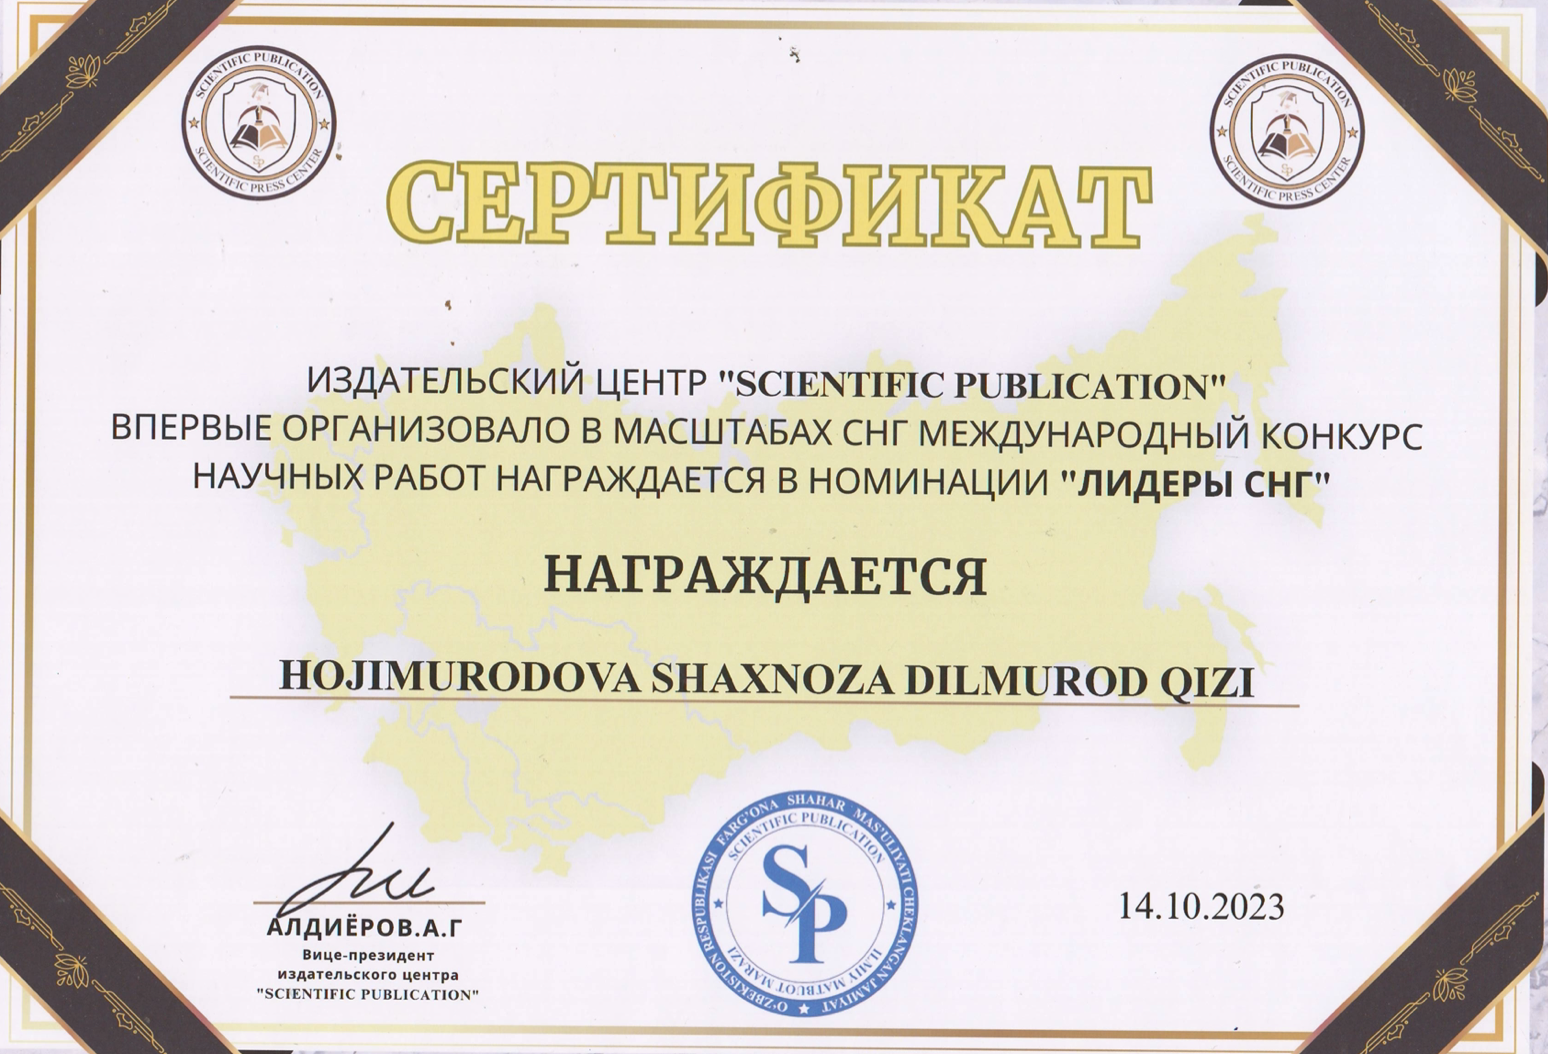 SCIENTIFIC PUBLICATION
SCIENTIFIC PRESS CENTER
SP
SCIENTIFIC PUBLICATION
SCIENTIFIC PRESS CENTER
SP
СЕРТИФИКАТ
ИЗДАТЕЛЬСКИЙ ЦЕНТР "SCIENTIFIC PUBLICATION"
ВПЕРВЫЕ ОРГАНИЗОВАЛО В МАСШТАБАХ СНГ МЕЖДУНАРОДНЫЙ КОНКУРС
НАУЧНЫХ РАБОТ НАГРАЖДАЕТСЯ В НОМИНАЦИИ "ЛИДЕРЫ СНГ"
НАГРАЖДАЕТСЯ
HOJIMURODOVA SHAXNOZA DILMUROD QIZI
АЛДИЁРОВ.А.Г
Вице-президент
издательского центра
"SCIENTIFIC PUBLICATION"
O'ZBEKISTON RESPUBLIKASI FARG'ONA SHAHAR MAS'ULIYATI CHEKLANGAN JAMIYAT
SCIENTIFIC PUBLICATION
SP
ILMIY MATBUOT MARAZI
14.10.2023